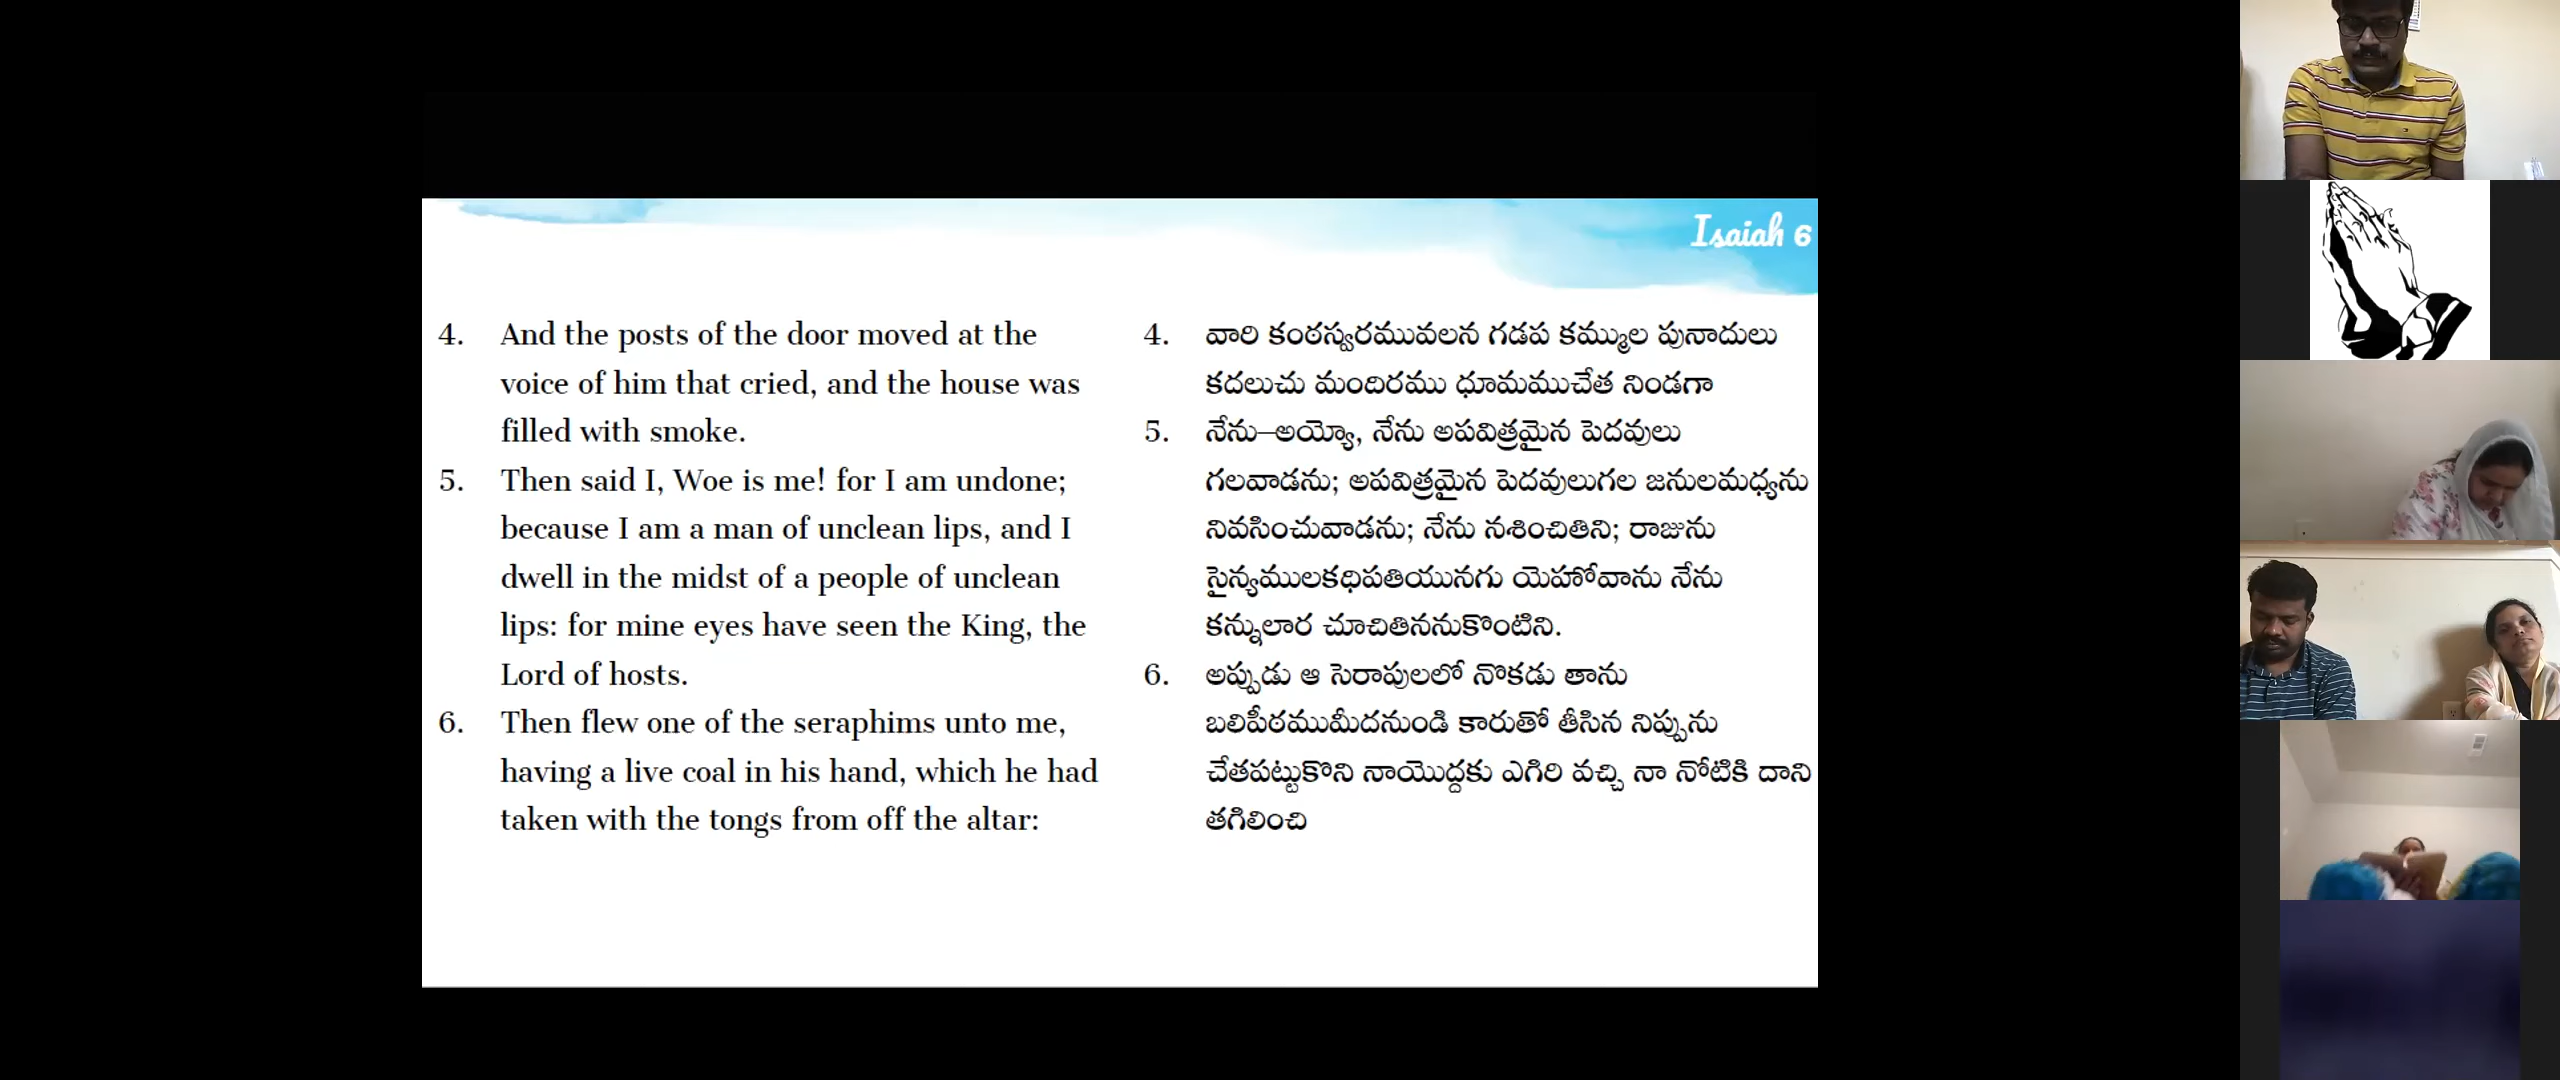 Isaiah 6
4. And the posts of the door moved at the
voice of him that cried, and the house was
filled with smoke.
5. Then said I, Woe is me! for I am undone;
because I am a man of unclean lips, and I
dwell in the midst of a people of unclean
lips: for mine eyes have seen the King, the
Lord of hosts.
6. Then flew one of the seraphims unto me,
having a live coal in his hand, which he had
taken with the tongs from off the altar:
4. వారి కంఠస్వరమువలన గడప కమ్ముల పునాదులు
కదలుచు మందిరము ధూమముచేత నిండగా
5. నేను–అయ్యో, నేను అపవిత్రమైన పెదవులు
గలవాడను; అపవిత్రమైన పెదవులుగల జనులమధ్యను
నివసించువాడను; నేను నశించితిని; రాజును
సైన్యములకధిపతియునగు యెహోవాను నేను
కన్నులార చూచితిననుకొంటిని.
6. అప్పుడు ఆ సెరాపులలో నొకడు తాను
బలిపీఠముమీదనుండి కారుతో తీసిన నిప్పును
చేతపట్టుకొని నాయొద్దకు ఎగిరి వచ్చి నా నోటికి దాని
తగిలించి